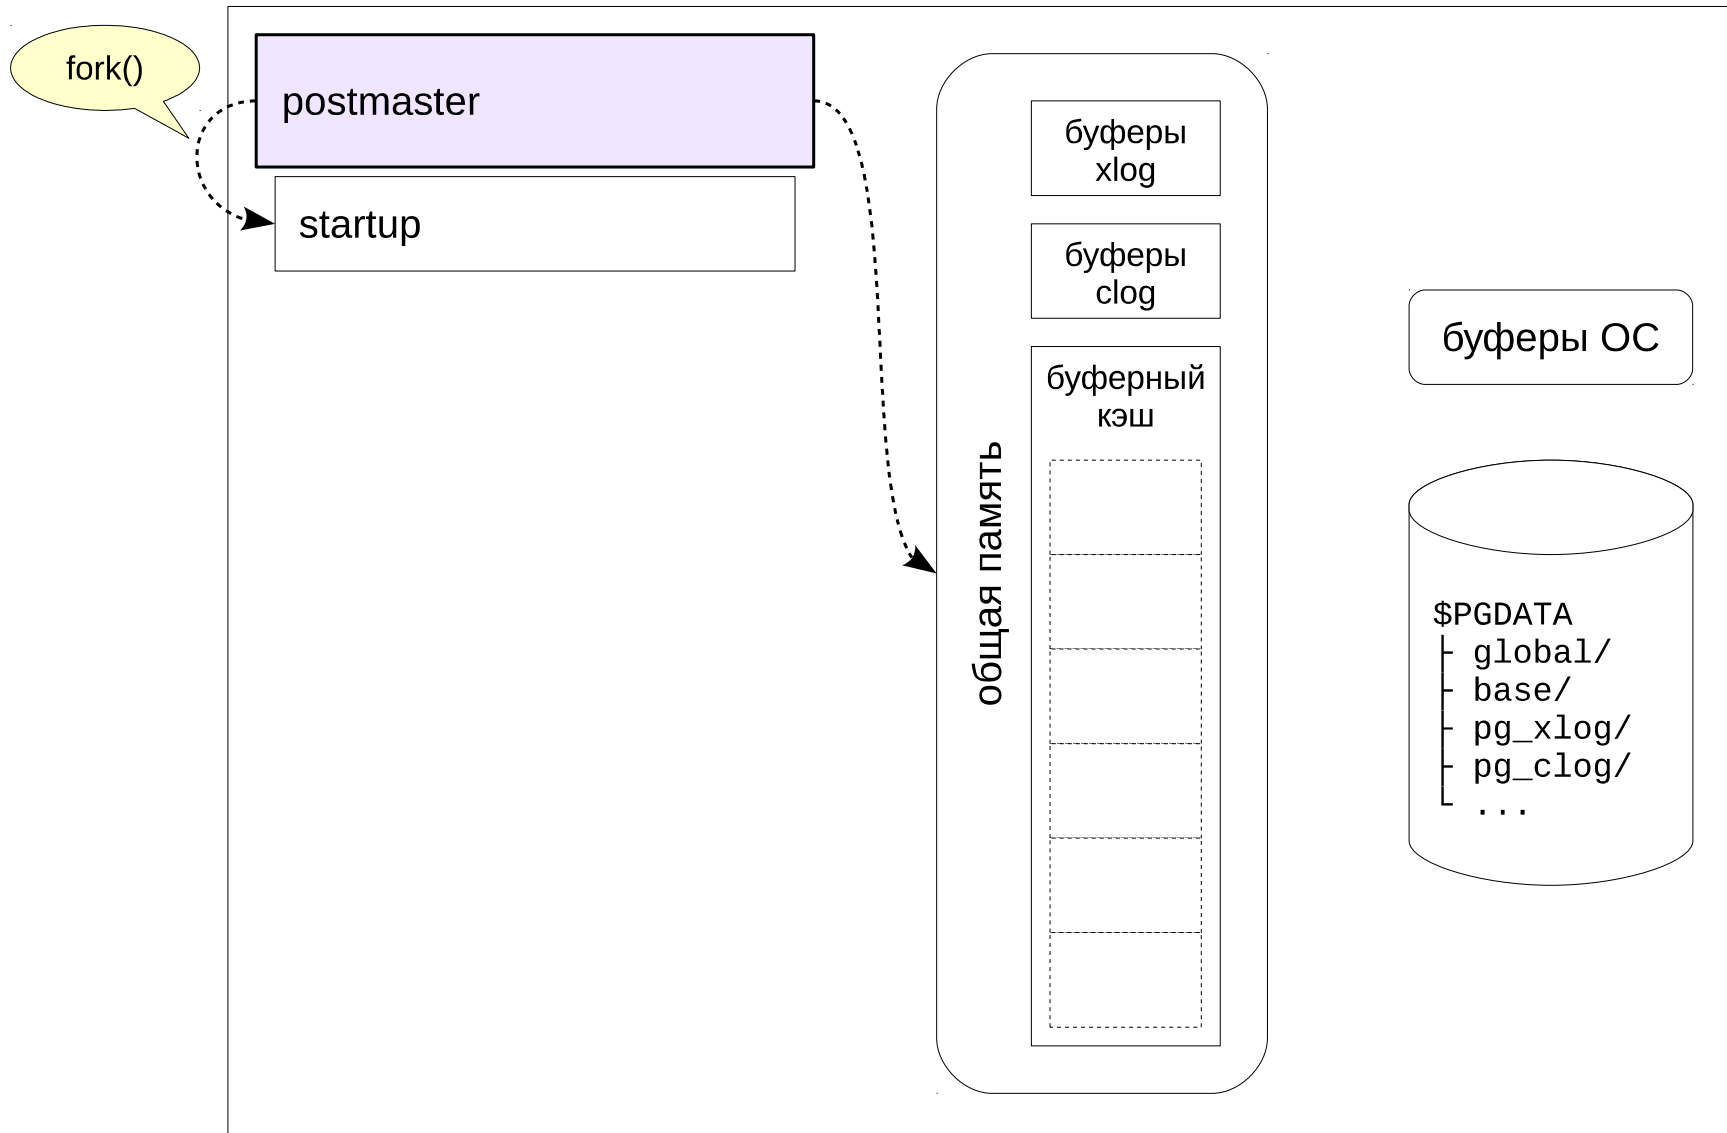 fork()
postmaster
startup
общая память
буферы
xlog
буферы
clog
буферный
кэш
буферы ОС
$PGDATA
├ global/
├ base/
├ pg_xlog/
├ pg_clog/
└ ...